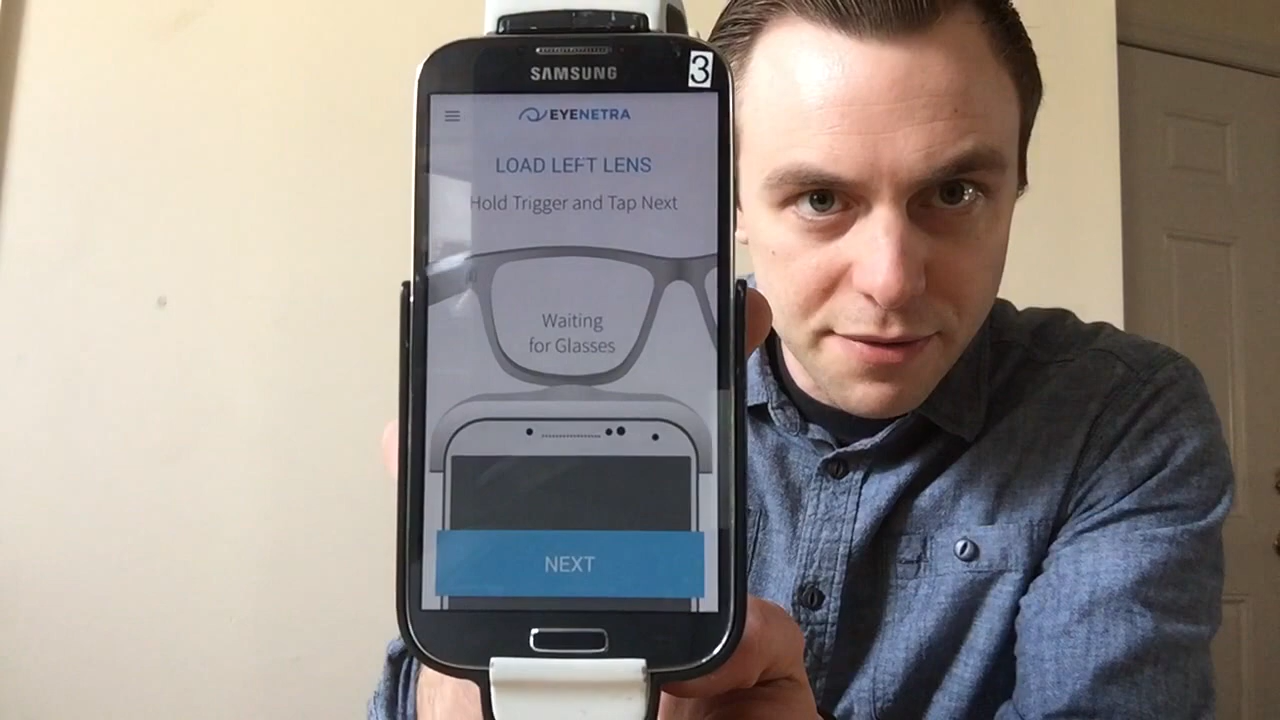 SAMSUNG
3
EYENETRA
LOAD LEFT LENS
Hold Trigger and Tap Next
Waiting
for Glasses
NEXT